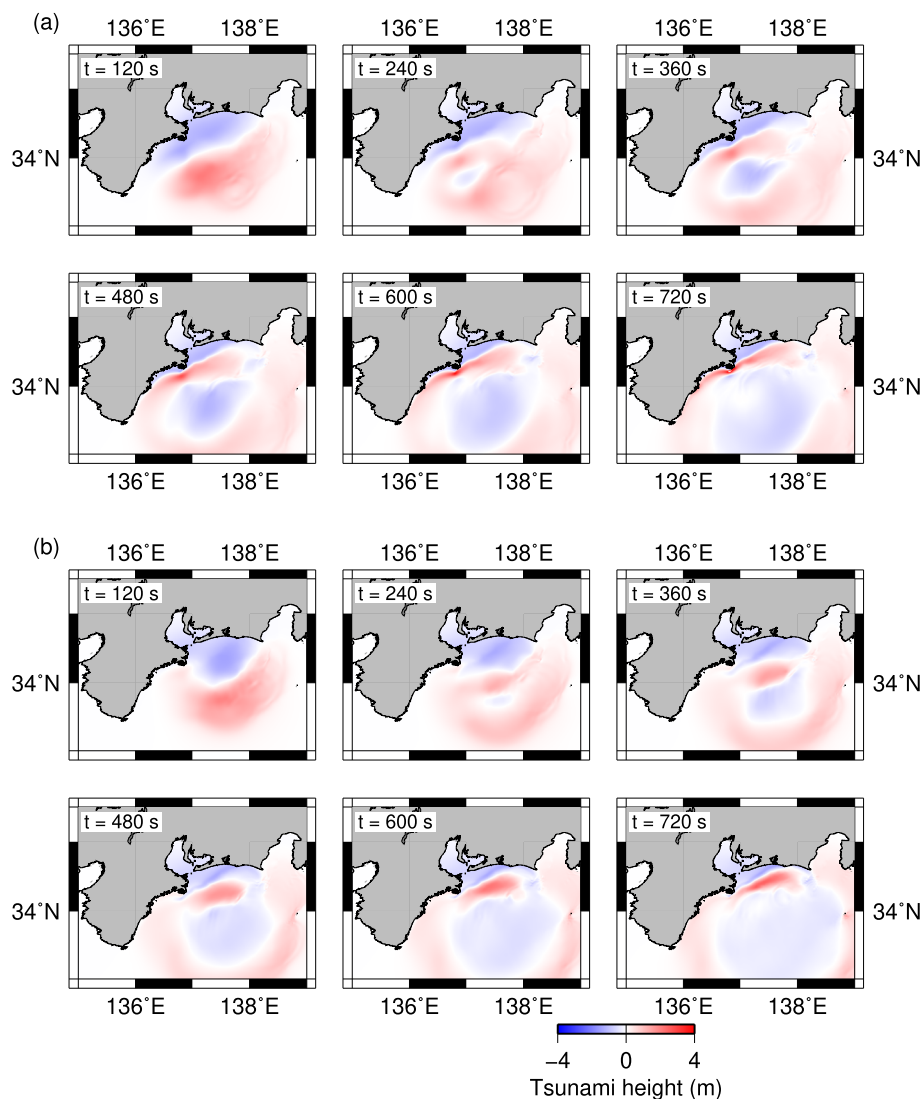 (a)
136˚E 138˚E 136˚E 138˚E 136˚E 138˚E
t = 120 s t = 240 s t = 360 s
34˚N 34˚N
t = 480 s t = 600 s t = 720 s
34˚N 34˚N
136˚E 138˚E 136˚E 138˚E 136˚E 138˚E
(b)
136˚E 138˚E 136˚E 138˚E 136˚E 138˚E
t = 120 s t = 240 s t = 360 s
34˚N 34˚N
t = 480 s t = 600 s t = 720 s
34˚N 34˚N
136˚E 138˚E 136˚E 138˚E 136˚E 138˚E
−4 0 4
Tsunami height (m)